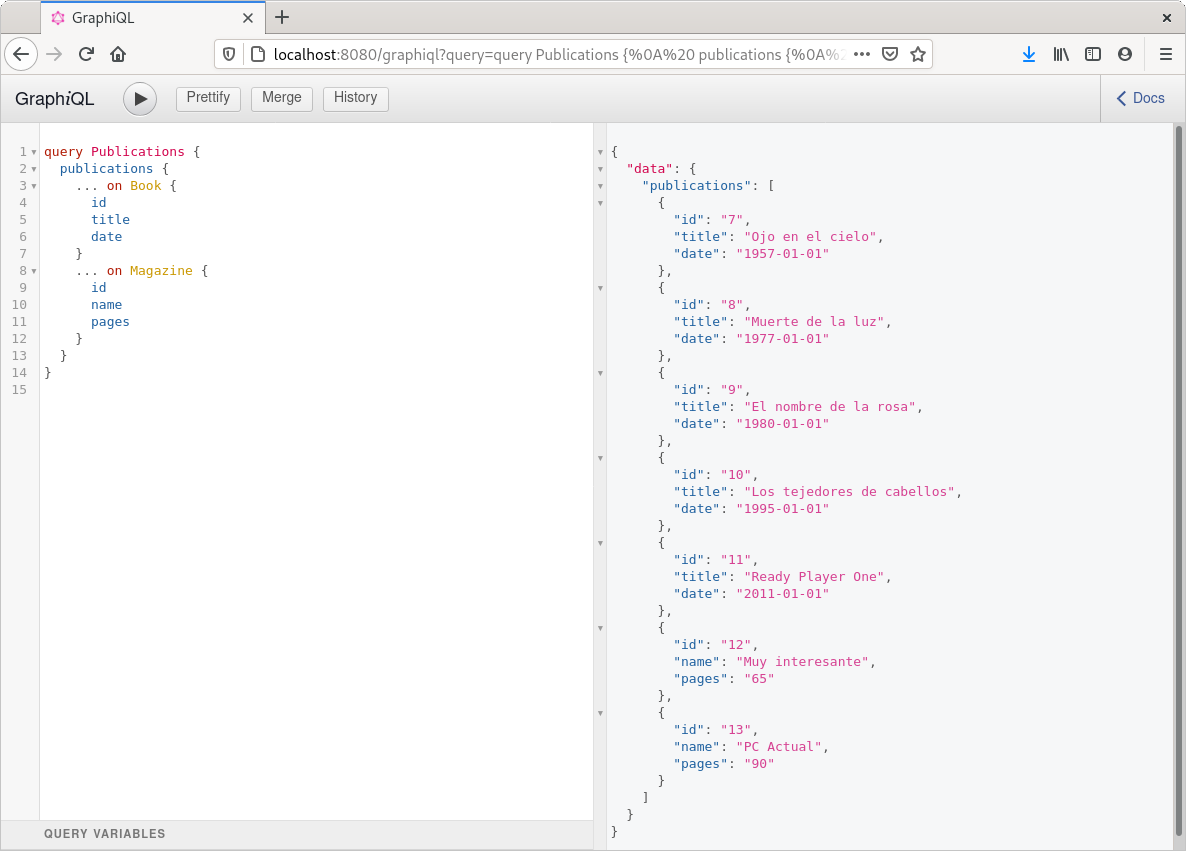 GraphiQL
localhost:8080/graphiql?query=query Publications {%0A%20 publications {%0A%2
GraphiQL
Prettify
Merge
History
Docs
1 query Publications {
2 publications {
3 ... on Book {
4 id
5 title
6 date
7 }
8 ... on Magazine {
9 id
10 name
11 pages
12 }
13 }
14 }
15
QUERY VARIABLES
{
"data": {
"publications": [
{
"id": "7",
"title": "Ojo en el cielo",
"date": "1957-01-01"
},
{
"id": "8",
"title": "Muerte de la luz",
"date": "1977-01-01"
},
{
"id": "9",
"title": "El nombre de la rosa",
"date": "1980-01-01"
},
{
"id": "10",
"title": "Los tejedores de cabellos",
"date": "1995-01-01"
},
{
"id": "11",
"title": "Ready Player One",
"date": "2011-01-01"
},
{
"id": "12",
"name": "Muy interesante",
"pages": "65"
},
{
"id": "13",
"name": "PC Actual",
"pages": "90"
}
]
}
}